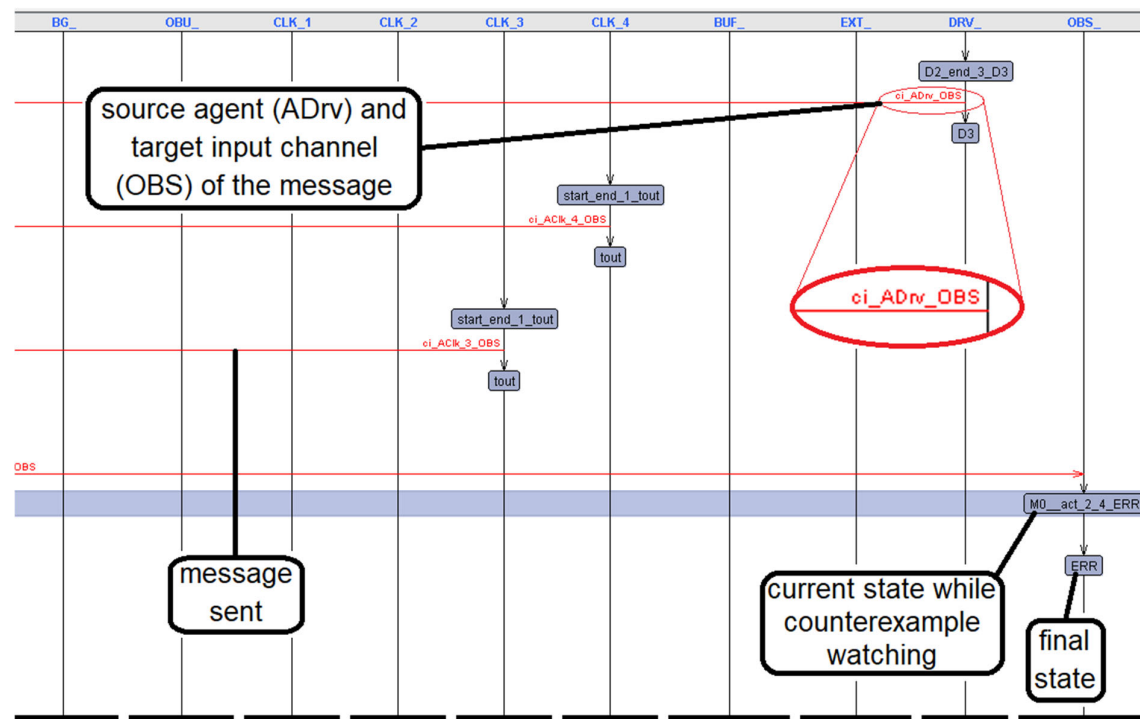 BG_ OBU_ CLK_1 CLK_2 CLK_3 CLK_4 BUF_ EXT_ DRV_ OBS_
D2_end_3_D3
ci_ADrv_OBS
D3
source agent (ADrv) and
target input channel
(OBS) of the message
start_end_1_tout
ci_AClk_4_OBS
tout
ci_ADrv_OBS
start_end_1_tout
ci_AClk_3_OBS
tout
OBS
M0__act_2_4_ERR
ERR
message
sent
current state while
counterexample
watching
final
state